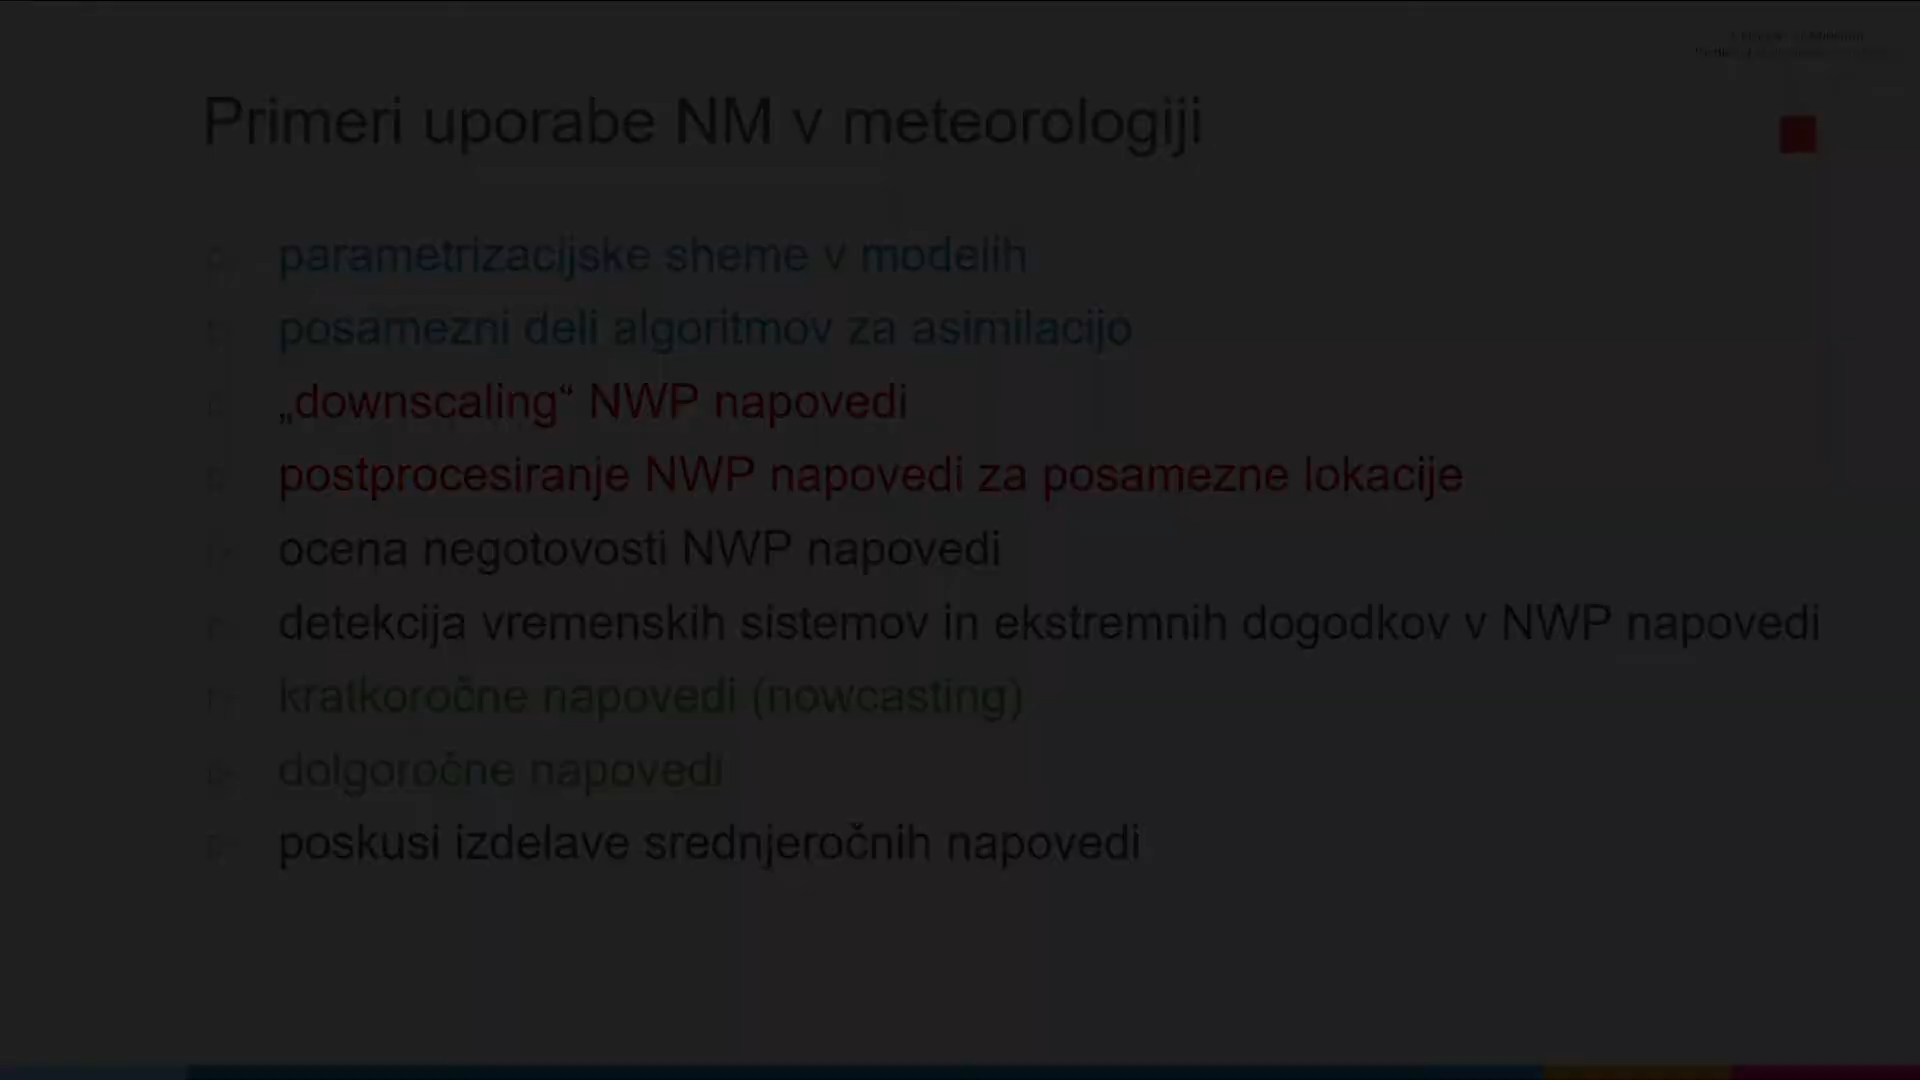 Primeri uporabe NM v meteorologiji
parametrizacijske sheme v modelih
posamezni deli algoritmov za asimilacijo
„downscaling“ NWP napovedi
postprocesiranje NWP napovedi za posamezne lokacije
ocena negotovosti NWP napovedi
detekcija vremenskih sistemov in ekstremnih dogodkov v NWP napovedi
kratkoročne napovedi (nowcasting)
dolgoročne napovedi
poskusi izdelave srednjeročnih napovedi